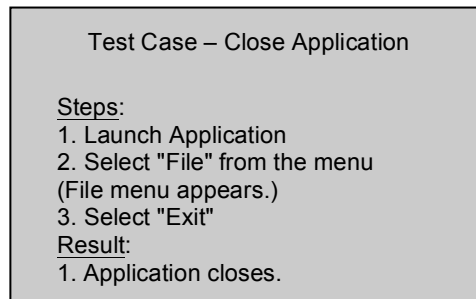 Test Case – Close Application
Steps:
1. Launch Application
2. Select "File" from the menu
(File menu appears.)
3. Select "Exit"
Result:
1. Application closes.